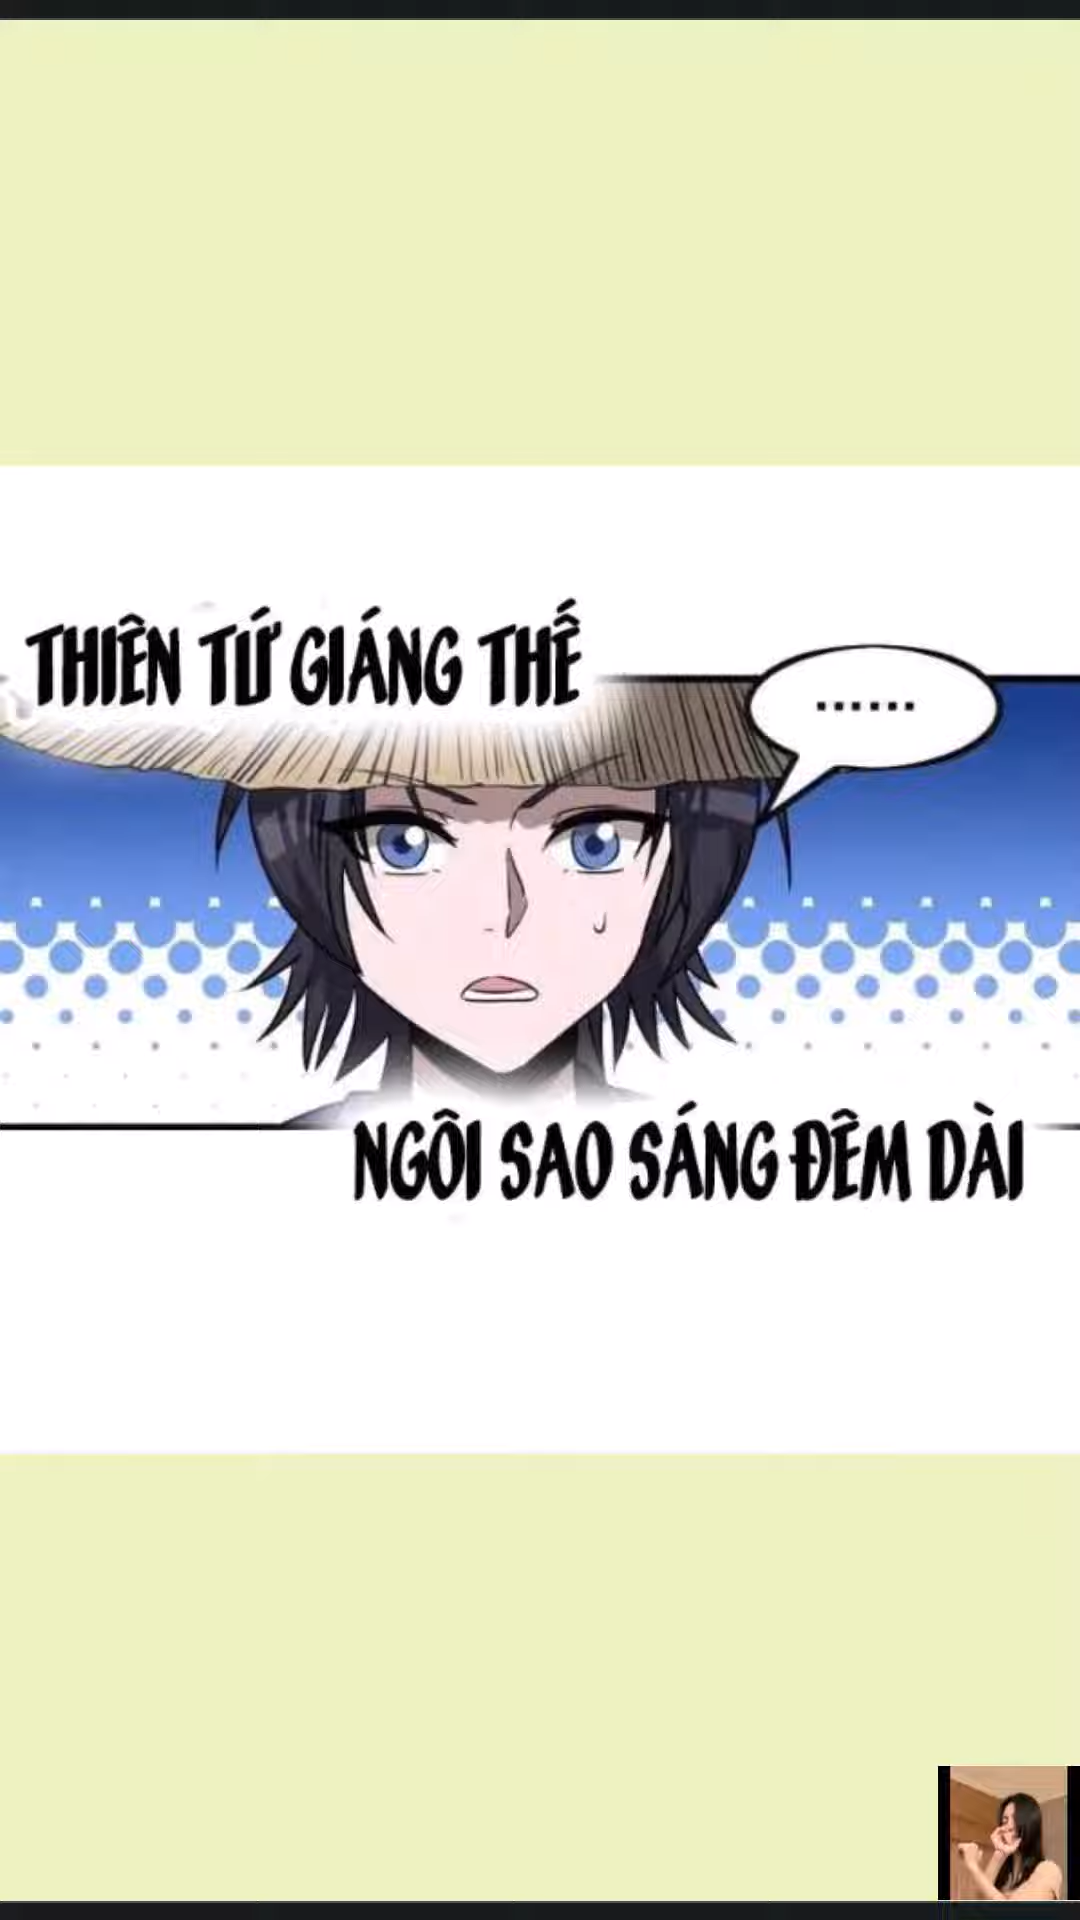 THIÊN TỨ GIÁNG THẾ
......
NGÔI SAO SÁNG ĐÊM DÀI